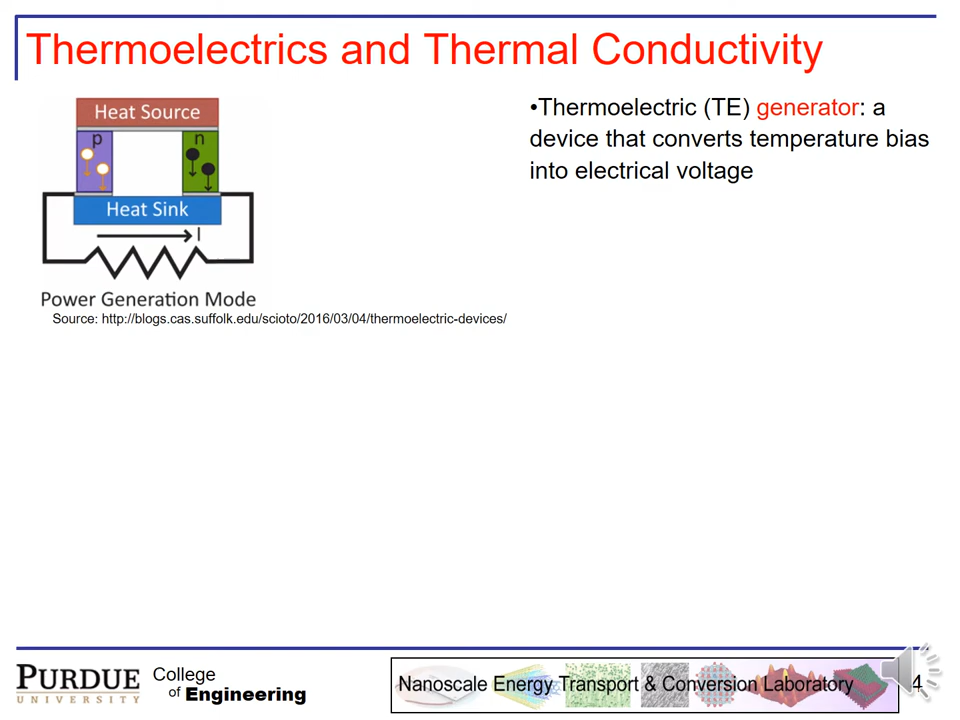 Thermoelectrics and Thermal Conductivity
Heat Source
p n
Heat Sink
I
Power Generation Mode
Source: http://blogs.cas.suffolk.edu/scioto/2016/03/04/thermoelectric-devices/
•Thermoelectric (TE) generator: a
device that converts temperature bias
into electrical voltage
PURDUE
UNIVERSITY
College
of Engineering
Nanoscale Energy Transport & Conversion Laboratory
4